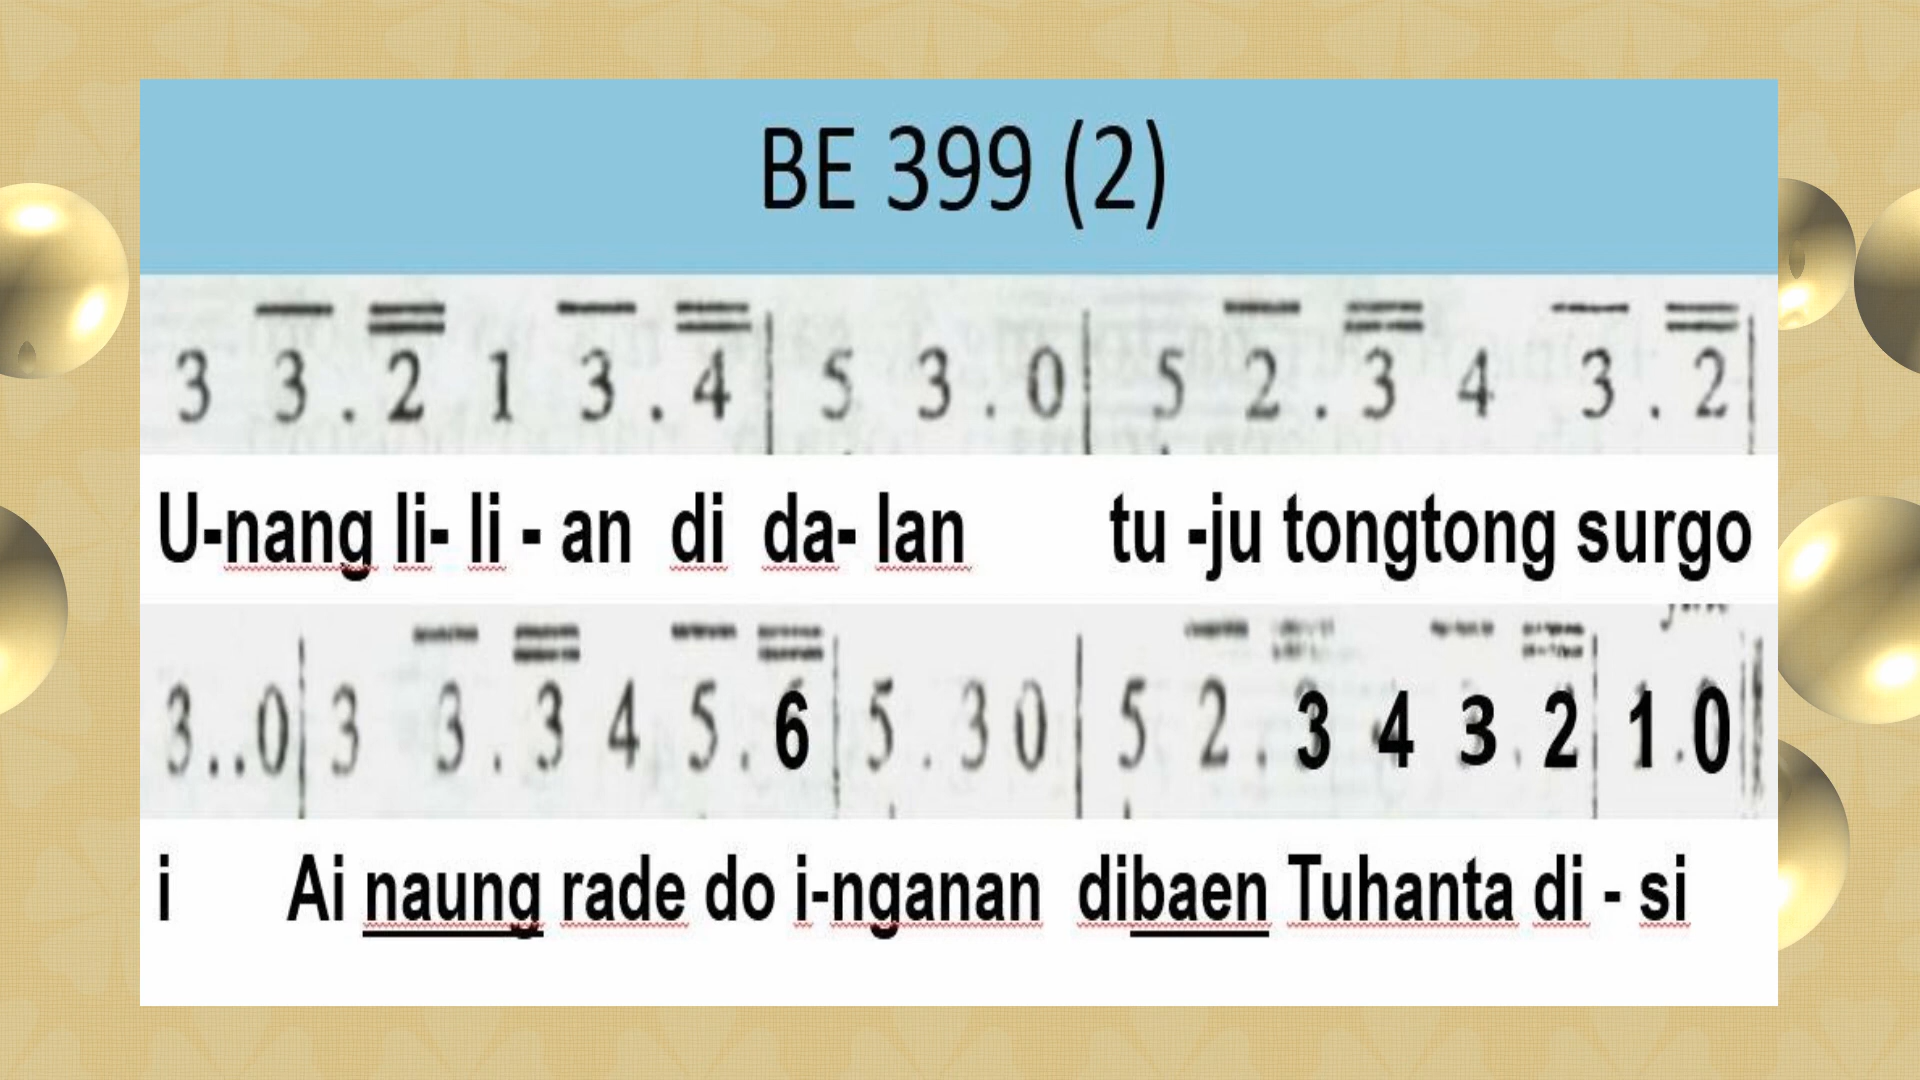 BE 399 (2)
3 3 . 2 1 3 . 4 | 5 3 . 0 | 5 2 . 3 4 3 . 2 |
U-nang li- li - an di da- lan tu -ju tongtong surgo
3 . . 0 | 3 3 . 3 4 5 . 6 | 5 . 3 0 | 5 2 . 3 4 3 . 2 | 1 . 0 ||
i Ai naung rade do i-nganan dibaen Tuhanta di - si